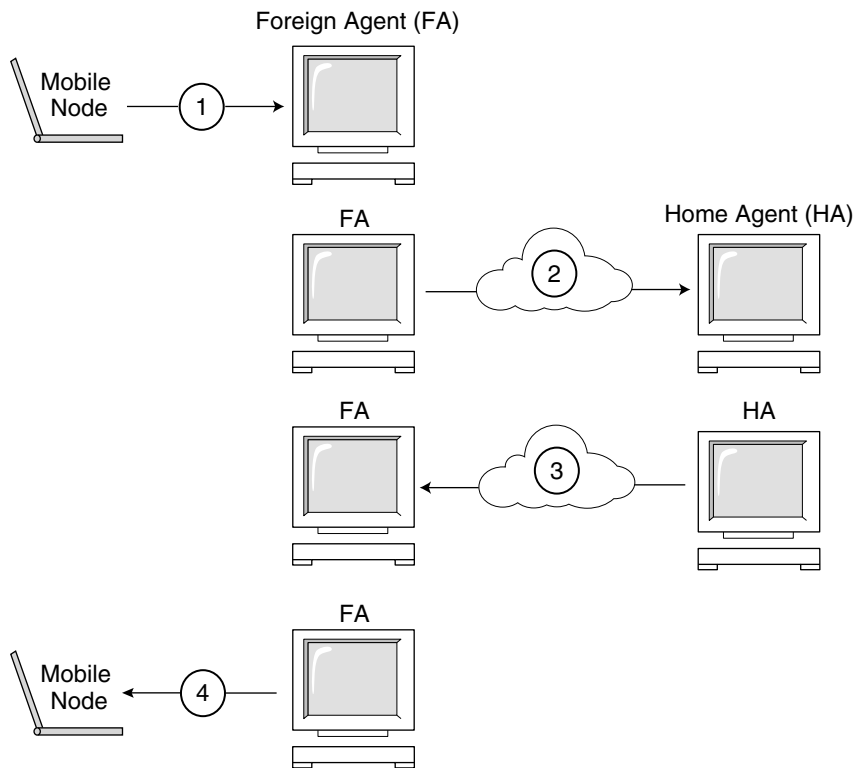 Foreign Agent (FA)
Mobile
Node
1
FA
Home Agent (HA)
2
FA
HA
3
FA
Mobile
Node
4